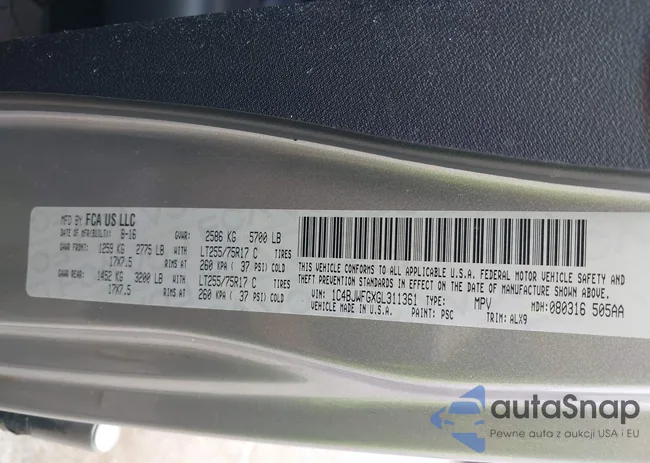 MFD BY FCA US LLC
DATE OF MFR(BUILT): 8-16 GVWR: 2586 KG 5700 LB
GAWR FRONT: 1259 KG 2775 LB WITH LT255/75R17 C TIRES
17X7.5 RIMS AT 260 KPA ( 37 PSI) COLD
GAWR REAR: 1452 KG 3200 LB WITH LT255/75R17 C TIRES
17X7.5 RIMS AT 260 KPA ( 37 PSI) COLD
THIS VEHICLE CONFORMS TO ALL APPLICABLE U.S.A. FEDERAL MOTOR VEHICLE SAFETY AND
THEFT PREVENTION STANDARDS IN EFFECT ON THE DATE OF MANUFACTURE SHOWN ABOVE.
VIN: 1C4BJWFGXGL311361 TYPE: MPV MDH: 080316 505AA
VEHICLE MADE IN U.S.A. PAINT: PSC TRIM: ALX9
autaSnap
Pewne auta z aukcji USA i EU